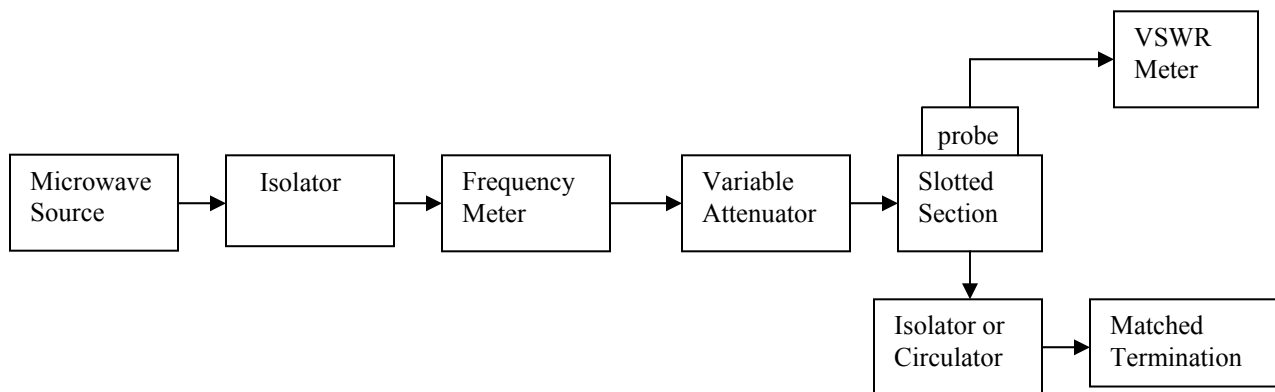 VSWR
Meter
probe
Microwave
Source
Isolator
Frequency
Meter
Variable
Attenuator
Slotted
Section
Isolator or
Circulator
Matched
Termination